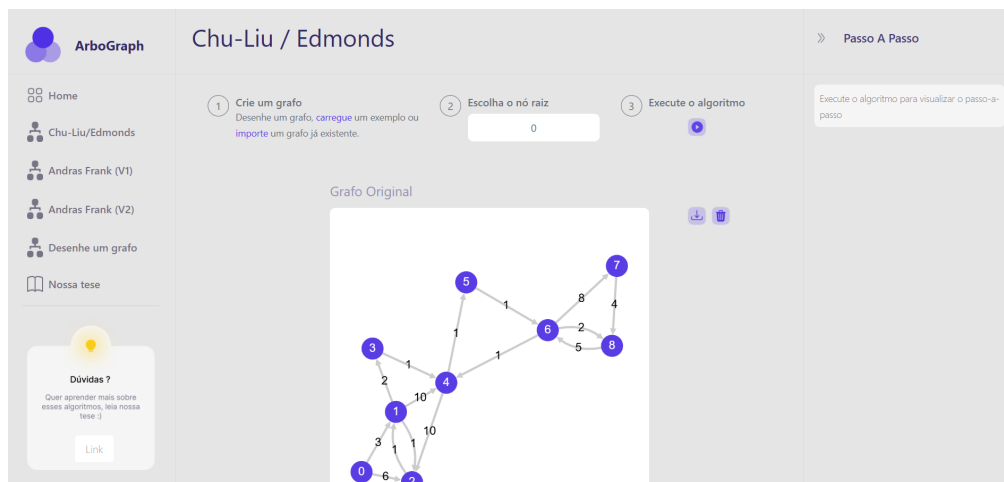 ArboGraph
Chu-Liu / Edmonds
Passo A Passo
Home
Chu-Liu/Edmonds
Andras Frank (V1)
Andras Frank (V2)
Desenhe um grafo
Nossa tese
Dúvidas ?
Quer aprender mais sobre
esses algoritmos, leia nossa
tese :)
Link
1
Crie um grafo
Desenhe um grafo, carregue um exemplo ou
importe um grafo já existente.
2
Escolha o nó raiz
0
3
Execute o algoritmo
Execute o algoritmo para visualizar o passo-a-
passo
Grafo Original
7
5
8
4
1
6
2
8
5
1
3
1
1
4
2
10
1
10
3
1
1
0
6
2